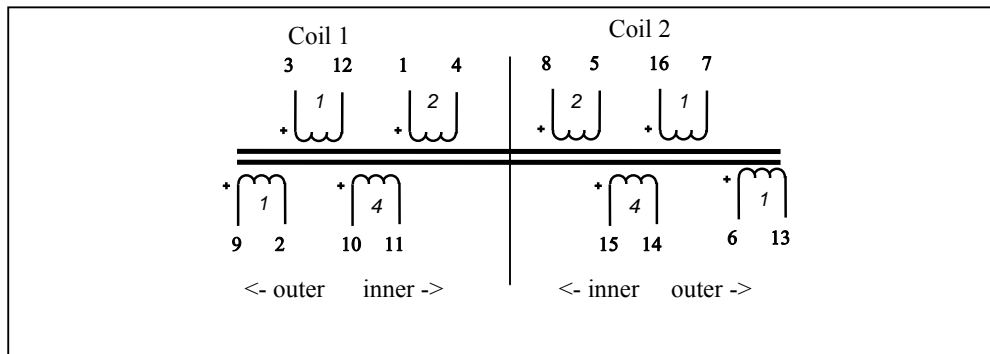 Coil 1 Coil 2
3 12 1 4 8 5 16 7
1 2 2 1
+ + + +
+ + + +
1 4 4 1
9 2 10 11 15 14 6 13
<- outer inner -> <- inner outer ->